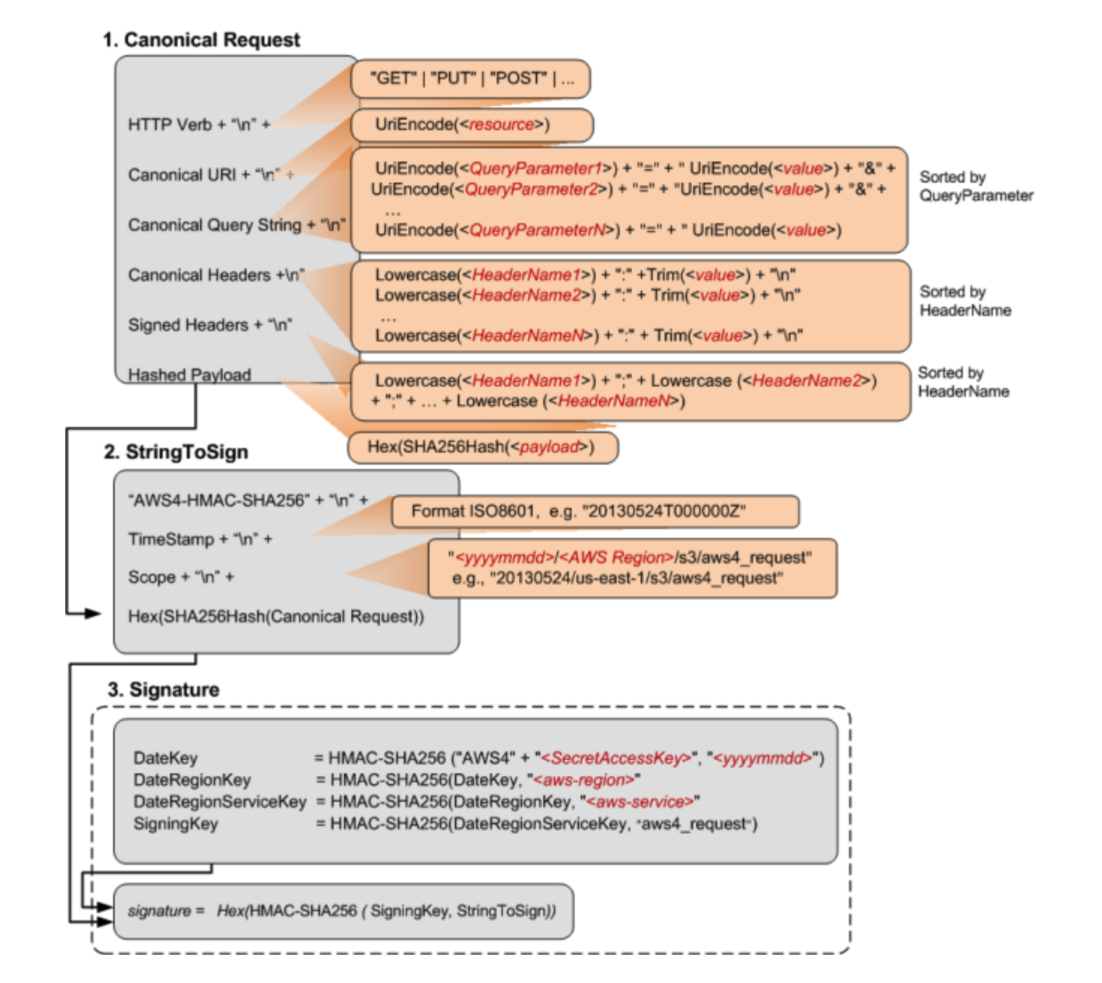 1. Canonical Request
"GET" | "PUT" | "POST" | ...
HTTP Verb + "\n" +
UriEncode(<resource>)
Canonical URI + "\n" +
UriEncode(<QueryParameter1>) + "=" + " UriEncode(<value>) + "&" +
UriEncode(<QueryParameter2>) + "=" + "UriEncode(<value>) + "&" +
...
UriEncode(<QueryParameterN>) + "=" + " UriEncode(<value>)
Sorted by
QueryParameter
Canonical Query String + "\n"
Canonical Headers +\n"
Lowercase(<HeaderName1>) + ":" +Trim(<value>) + "\n"
Lowercase(<HeaderName2>) + ":" + Trim(<value>) + "\n"
...
Lowercase(<HeaderNameN>) + ":" + Trim(<value>) + "\n"
Sorted by
HeaderName
Signed Headers + "\n"
Lowercase(<HeaderName1>) + ";" + Lowercase (<HeaderName2>)
+ ";" + ... + Lowercase (<HeaderNameN>)
Sorted by
HeaderName
Hashed Payload
Hex(SHA256Hash(<payload>)
2. StringToSign
"AWS4-HMAC-SHA256" + "\n" +
Format ISO8601, e.g. "20130524T000000Z"
TimeStamp + "\n" +
"<yyyymmdd>/<AWS Region>/s3/aws4_request"
e.g., "20130524/us-east-1/s3/aws4_request"
Scope + "\n" +
Hex(SHA256Hash(Canonical Request))
3. Signature
DateKey = HMAC-SHA256 ("AWS4" + "<SecretAccessKey>", "<yyyymmdd>")
DateRegionKey = HMAC-SHA256(DateKey, "<aws-region>"
DateRegionServiceKey = HMAC-SHA256(DateRegionKey, "<aws-service>"
SigningKey = HMAC-SHA256(DateRegionServiceKey, "aws4_request")
signature = Hex(HMAC-SHA256 ( SigningKey, StringToSign))